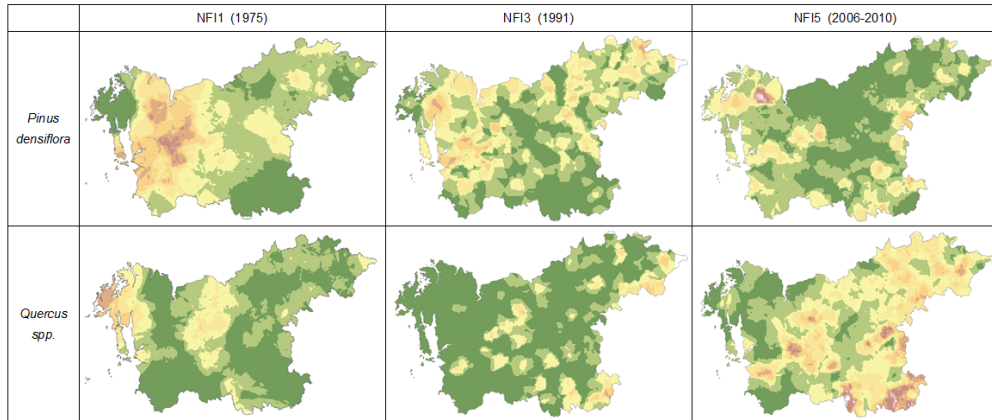 NFI1 (1975) NFI3 (1991) NFI5 (2006-2010)
Pinus
densiflora
Quercus
spp.